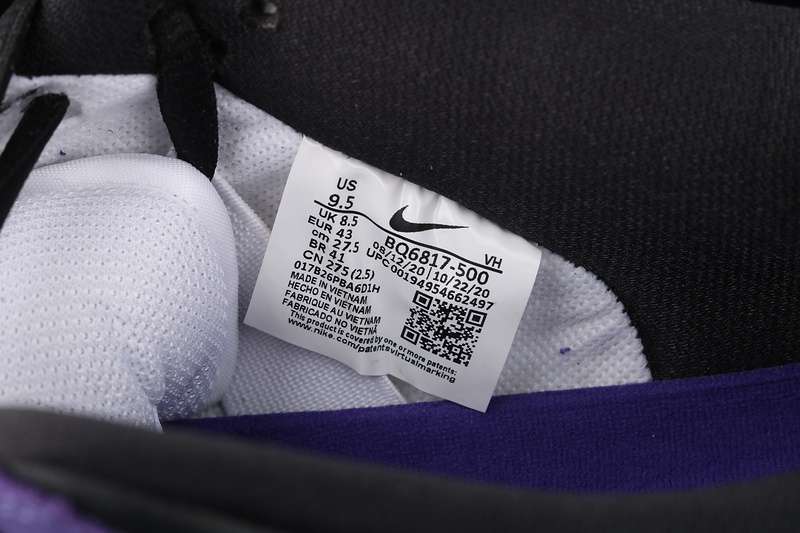 US
9.5
UK 8.5
EUR 43
cm 27.5
BR 41
CN 275 (2.5)
017B26PBA6D1H
VH
BQ6817-500
08/12/20 | 10/22/20
UPC00194954662497
MADE IN VIETNAM
HECHO EN VIETNAM
FABRIQUE AU VIETNAM
FABRICADO NO VIETNÃ
This product is covered by one or more patents:
www.nike.com/patentsvirtualmarking